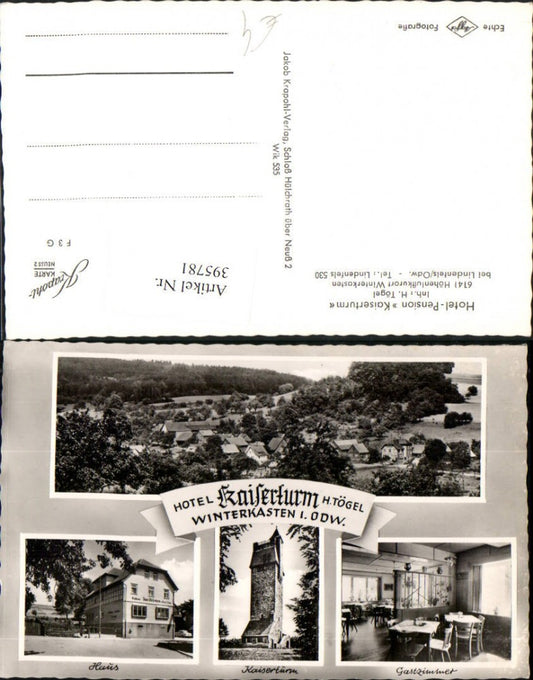 Hotel-Pension »Kaiserturm«
Inh.: H. Tögel
6141 Höhenluftkurort Winterkasten
bei Lindenfels/Odw. - Tel.: Lindenfels 530
Echte Agfa Fotografie
Jakob Krapohl-Verlag, Schloß Hülchrath über Neuß 2
Wik 535
Krapohl-
KARTE
NEUSS 2
F 3 G
Artikel Nr.
395781
HOTEL Kaiserturm H. TÖGEL
WINTERKASTEN I. ODW.
Haus
Kaiserturm
Gastzimmer